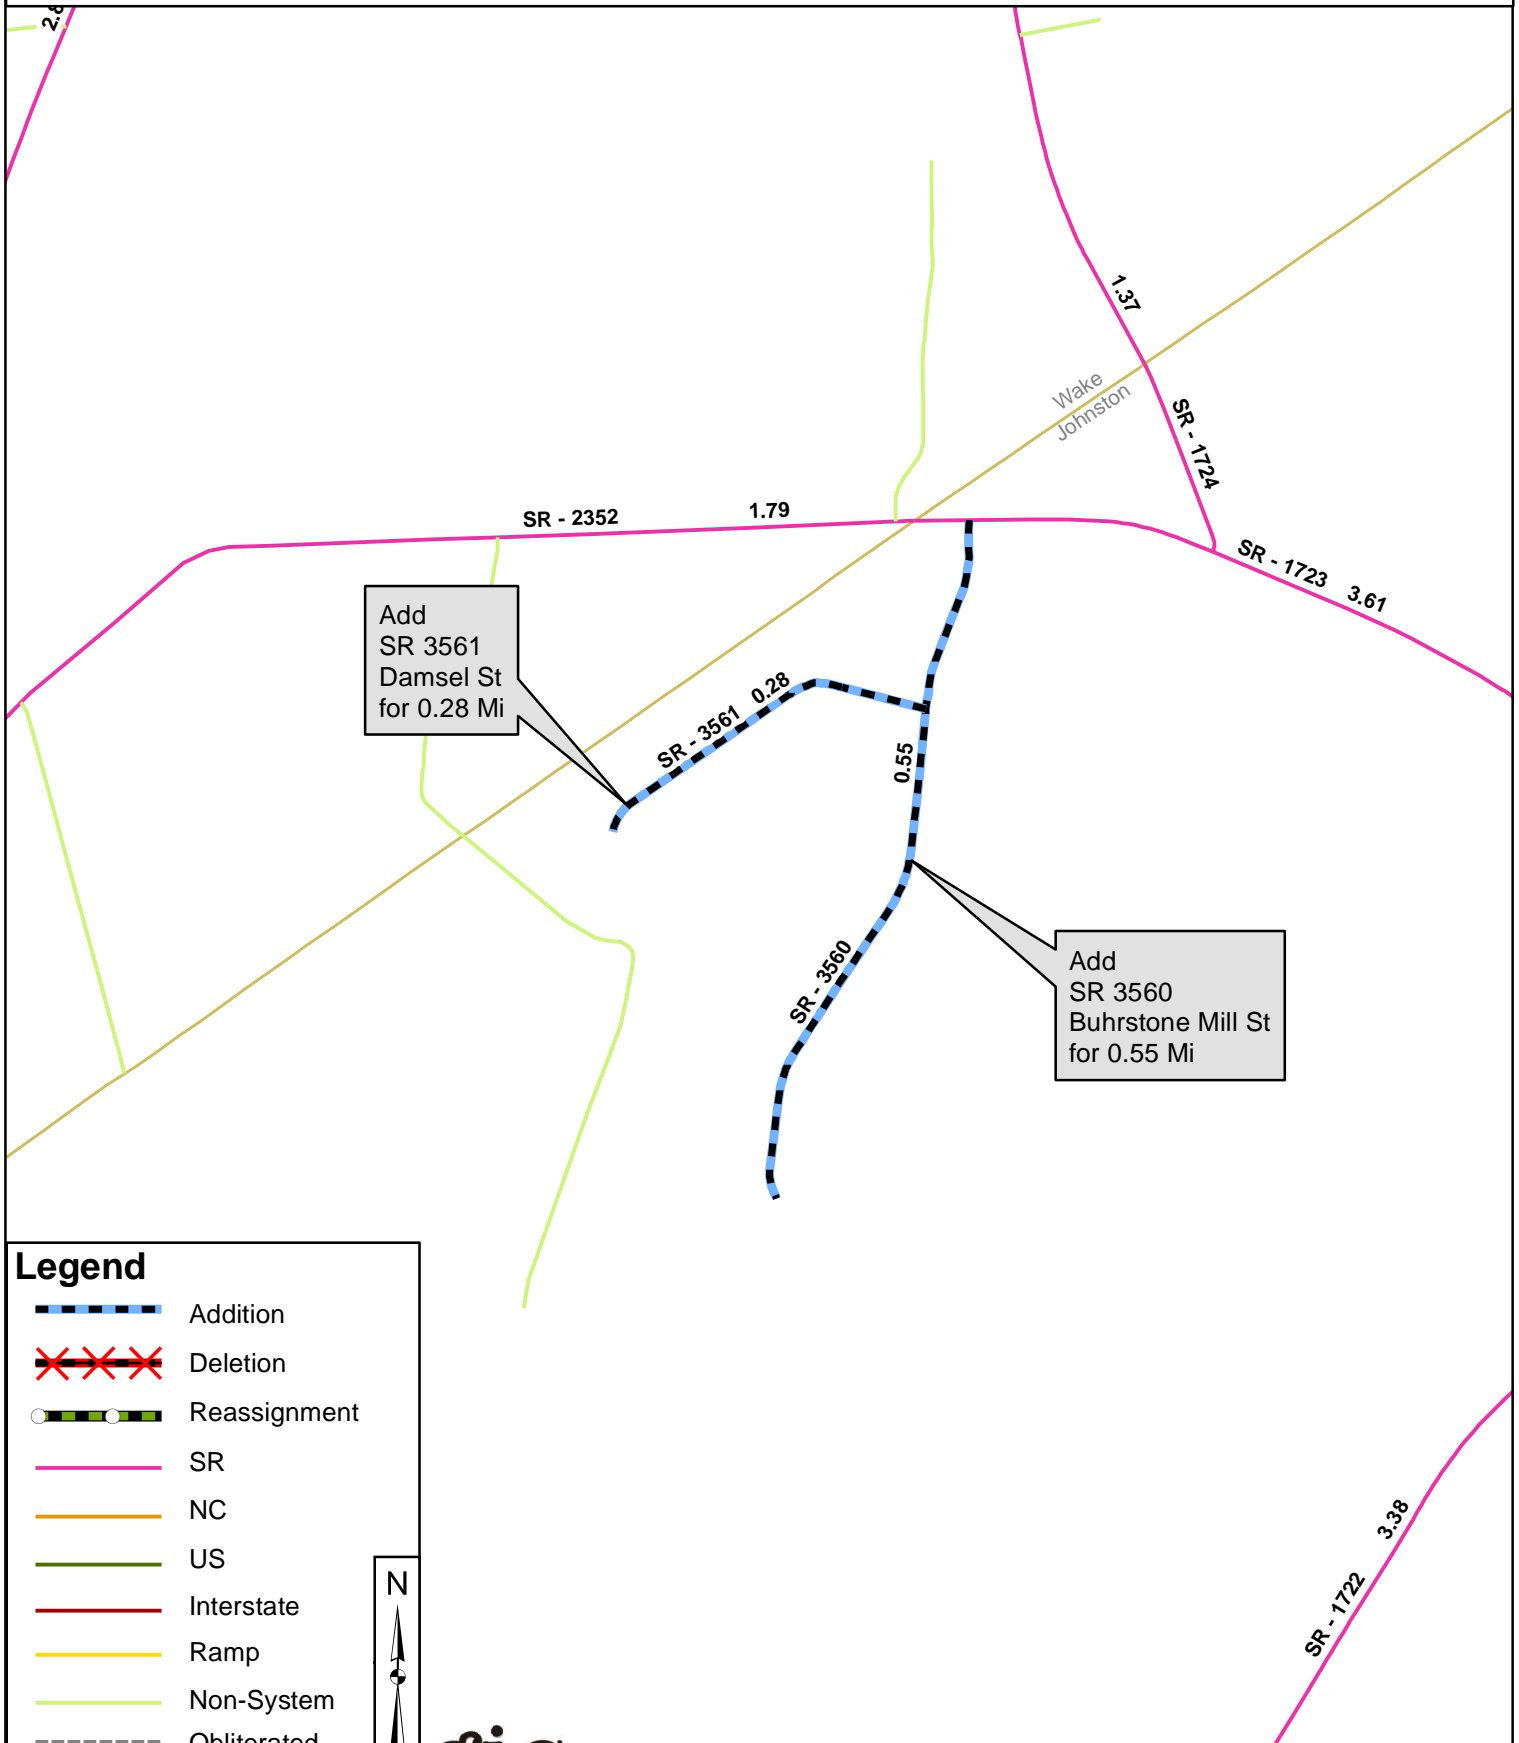 1.37
Wake
Johnston
SR - 1724
SR - 2352
1.79
SR - 1723
3.61
Add
SR 3561
Damsel St
for 0.28 Mi
SR - 3561
0.28
0.55
SR - 3560
Add
SR 3560
Buhrstone Mill St
for 0.55 Mi
Legend
Addition
Deletion
Reassignment
SR
NC
US
Interstate
Ramp
Non-System
Obliterated
N
3.38
SR - 1722